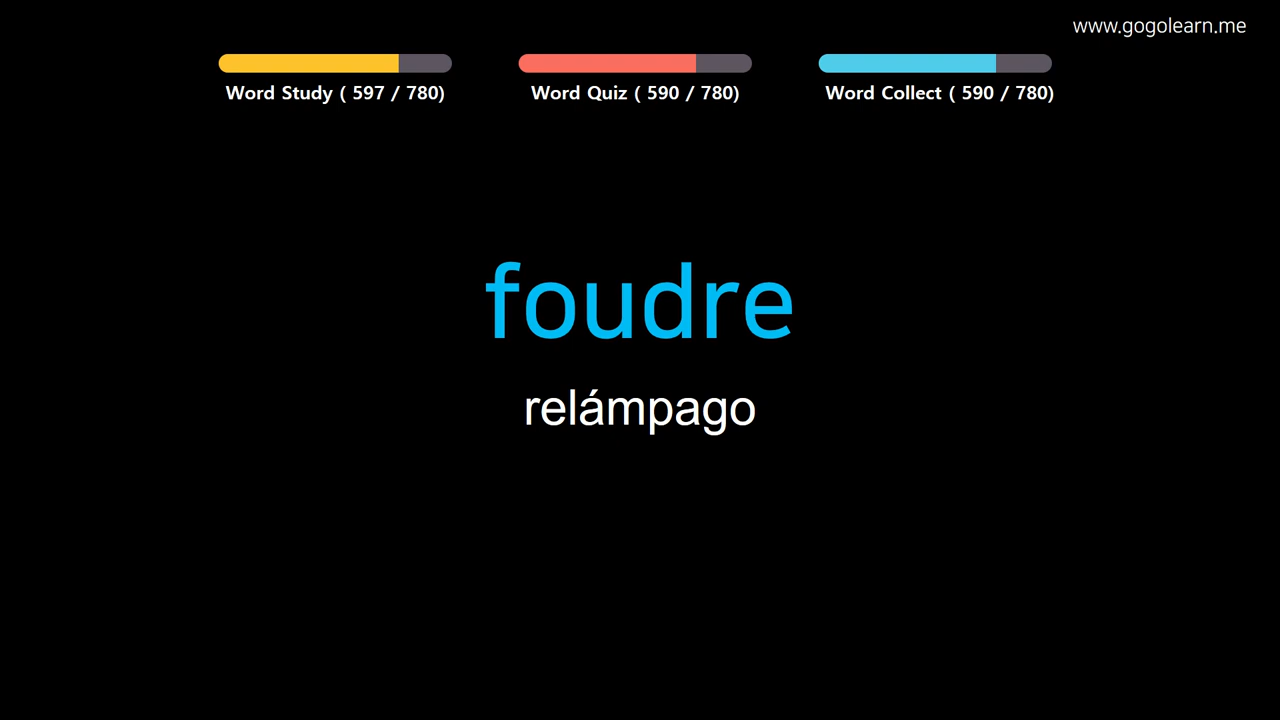 www.gogolearn.me
Word Study ( 597 / 780)
Word Quiz ( 590 / 780)
Word Collect ( 590 / 780)
foudre
relámpago